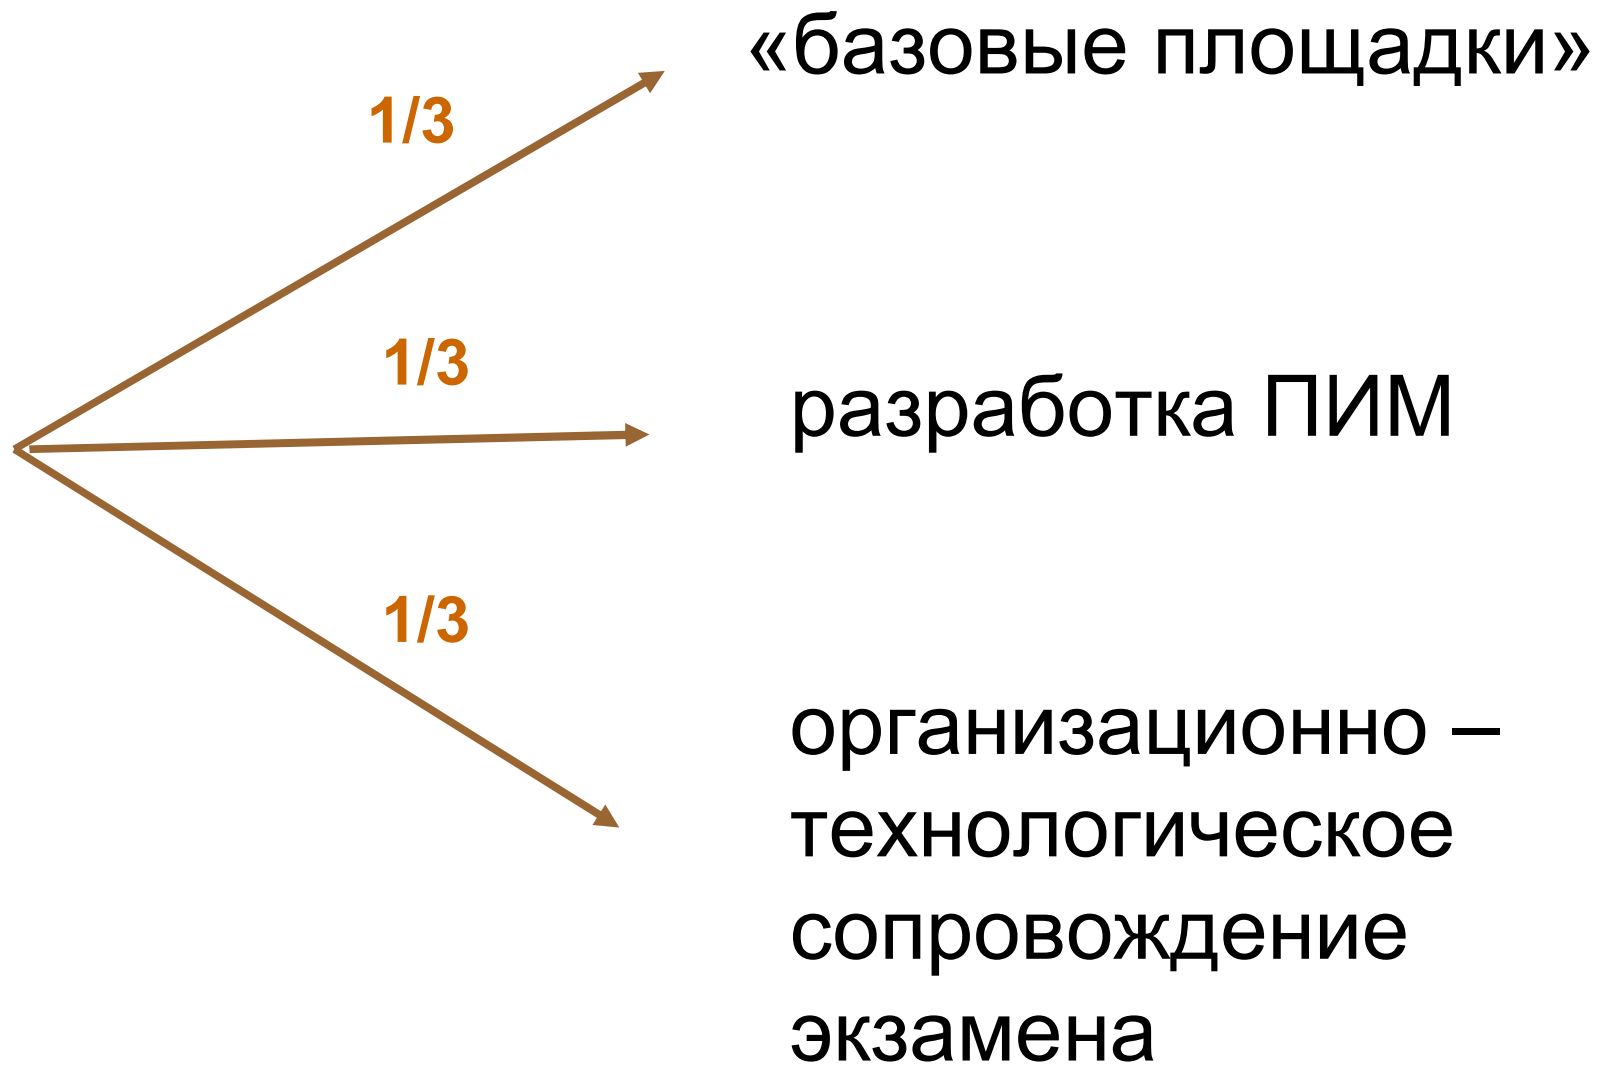 «базовые площадки»
1/3
1/3
разработка ПИМ
1/3
организационно –
технологическое
сопровождение
экзамена